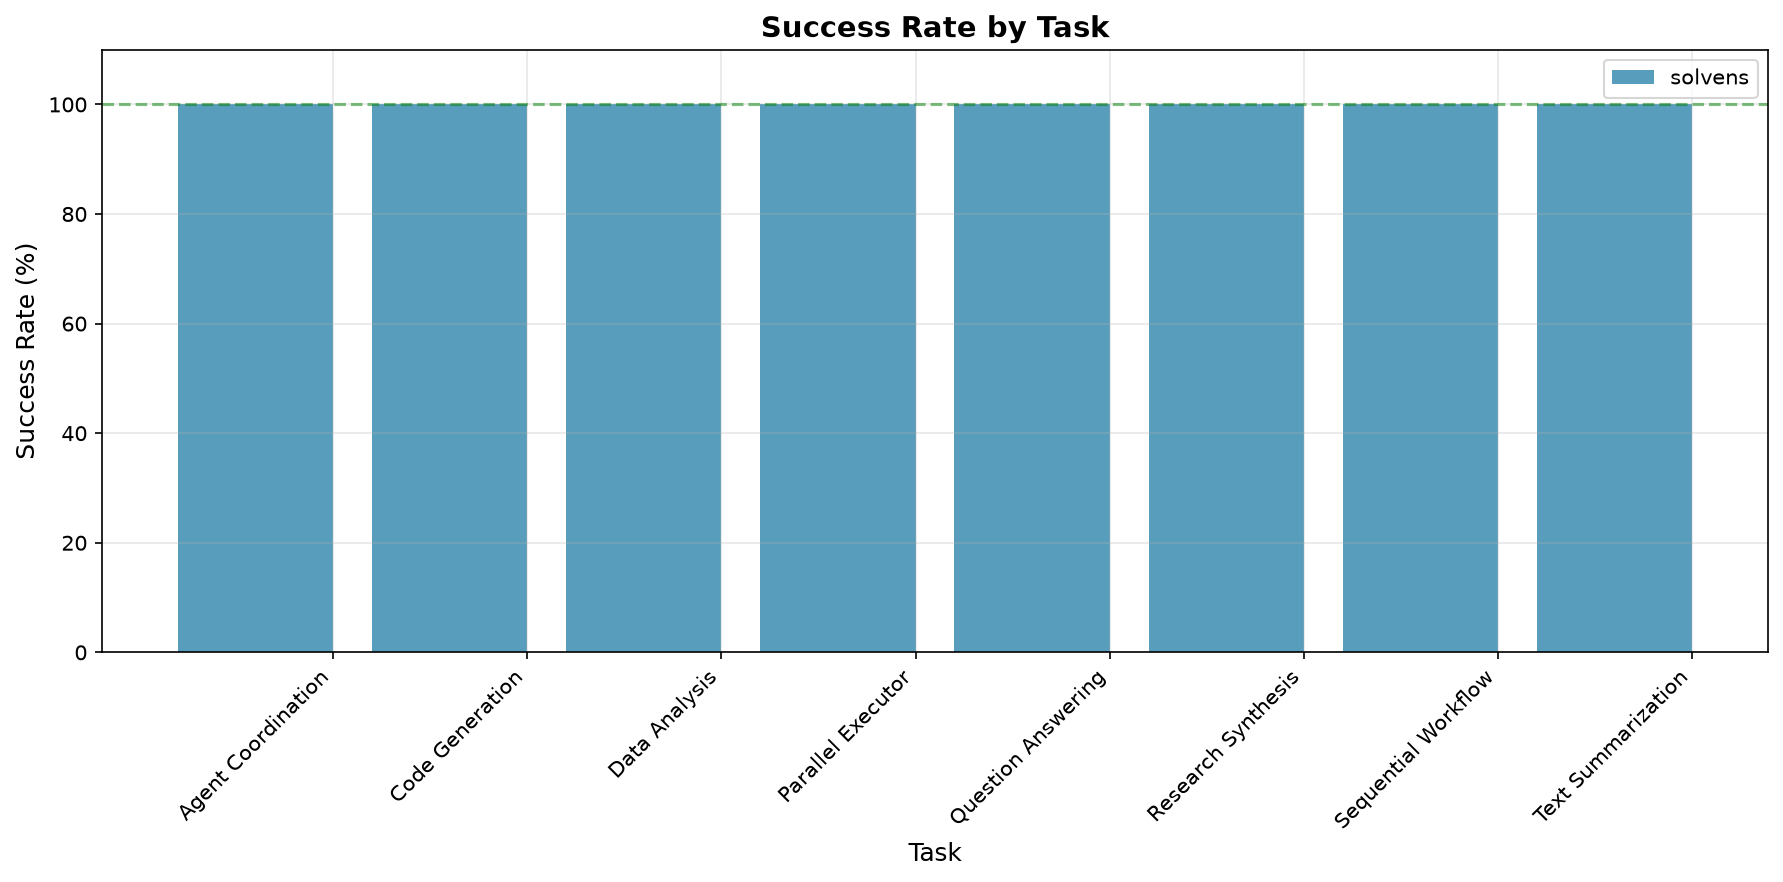 Success Rate by Task
solvens
Success Rate (%)
100
80
60
40
20
0
Agent Coordination
Code Generation
Data Analysis
Parallel Executor
Question Answering
Research Synthesis
Sequential Workflow
Text Summarization
Task